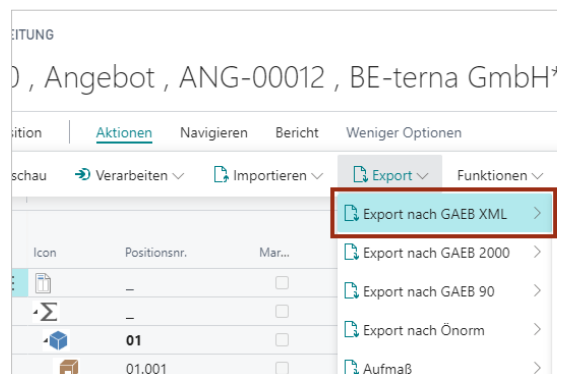 EITUNG
0 , Angebot , ANG-00012 , BE-terna GmbH*
sition Aktionen Navigieren Bericht Weniger Optionen
schau Verarbeiten Importieren Export Funktionen
Export nach GAEB XML
Icon Positionsnr. Mar... Export nach GAEB 2000
_
Export nach GAEB 90
_
01 Export nach Önorm
01.001 Aufmaß